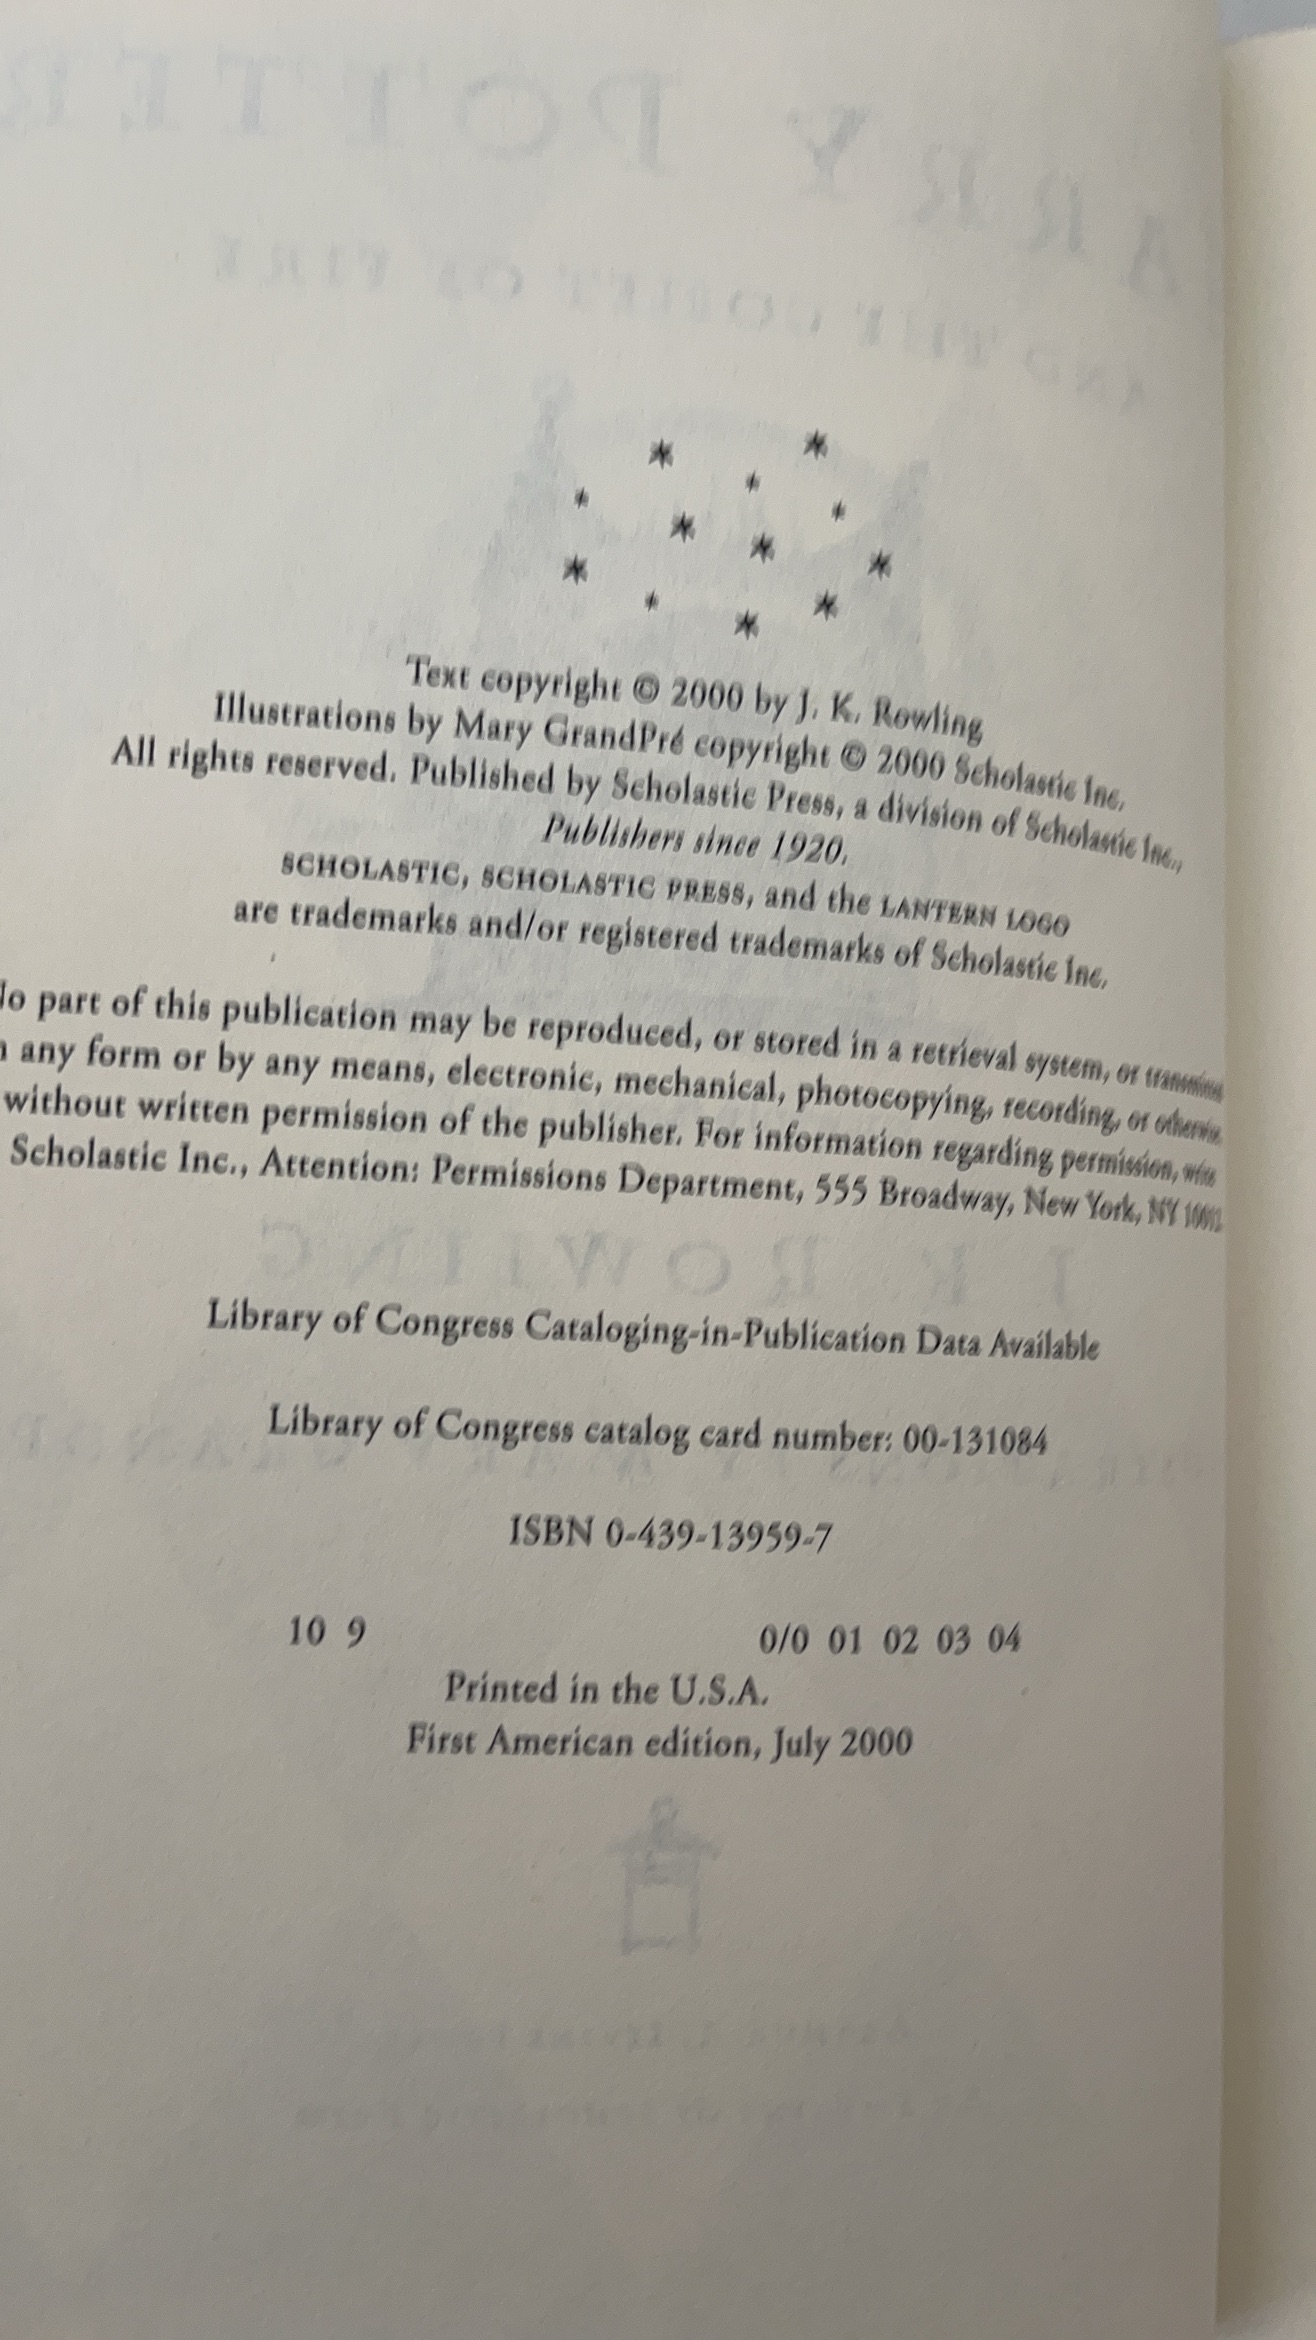 Text copyright © 2000 by J. K. Rowling
Illustrations by Mary GrandPré copyright © 2000 Scholastic Inc.
All rights reserved. Published by Scholastic Press, a division of Scholastic Inc.,
Publishers since 1920.
SCHOLASTIC, SCHOLASTIC PRESS, and the LANTERN LOGO
are trademarks and/or registered trademarks of Scholastic Inc.
No part of this publication may be reproduced, or stored in a retrieval system, or
any form or by any means, electronic, mechanical, photocopying, recording, or
without written permission of the publisher. For information regarding permission, write
Scholastic Inc., Attention: Permissions Department, 555 Broadway, New York, NY 10012
Library of Congress Cataloging-in-Publication Data Available
Library of Congress catalog card number: 00-131084
ISBN 0-439-13959-7
10 9 0/0 01 02 03 04
Printed in the U.S.A.
First American edition, July 2000